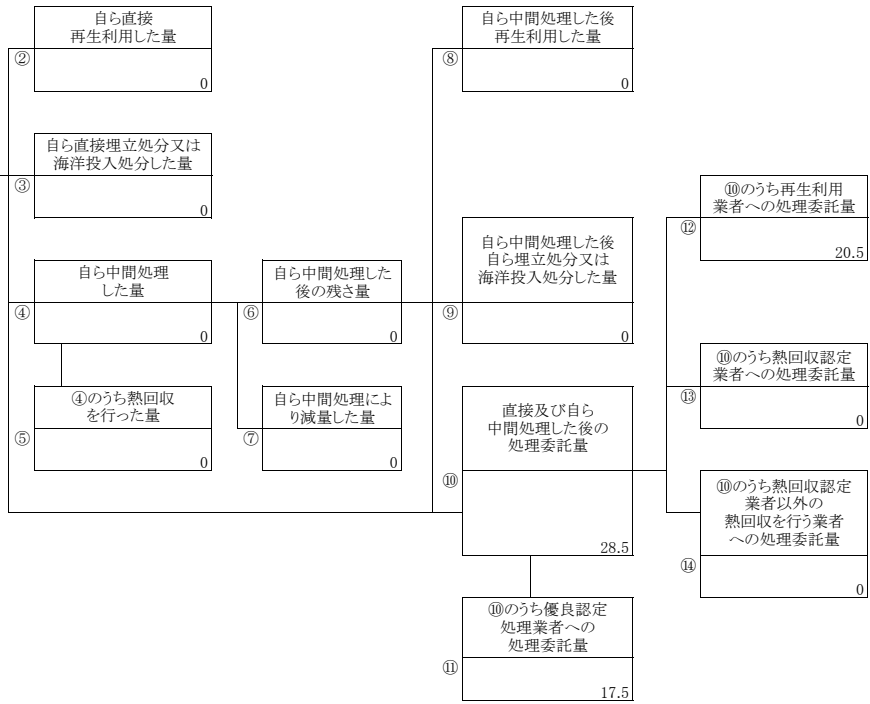 自ら直接
再生利用した量
②
0
自ら直接埋立処分又は
海洋投入処分した量
③
0
自ら中間処理
した量
④
0
④のうち熱回収
を行った量
⑤
0
自ら中間処理した
後の残さ量
⑥
0
自ら中間処理によ
り減量した量
⑦
0
自ら中間処理した後
再生利用した量
⑧
0
自ら中間処理した後
自ら埋立処分又は
海洋投入処分した量
⑨
0
直接及び自ら
中間処理した後の
処理委託量
⑩
28.5
⑩のうち優良認定
処理業者への
処理委託量
⑪
17.5
⑩のうち再生利用
業者への処理委託量
⑫
20.5
⑩のうち熱回収認定
業者への処理委託量
⑬
0
⑩のうち熱回収認定
業者以外の
熱回収を行う業者
への処理委託量
⑭
0